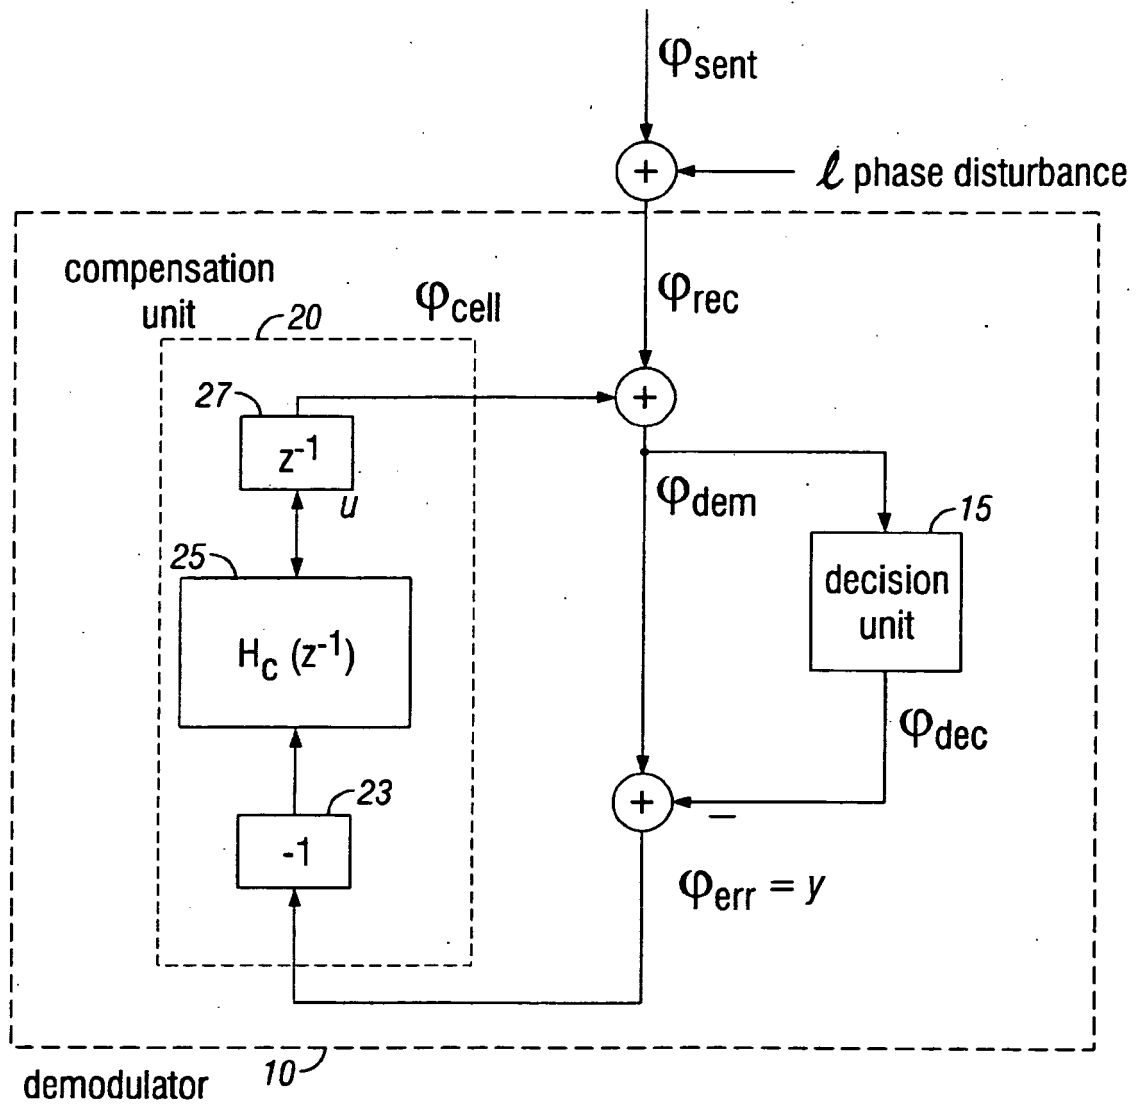 φsent
+
ℓ phase disturbance
compensation
unit
20
φcell
φrec
27
z-1
u
+
φdem
15
25
decision
unit
Hc (z-1)
φdec
23
-1
+
−
φerr = y
demodulator
10